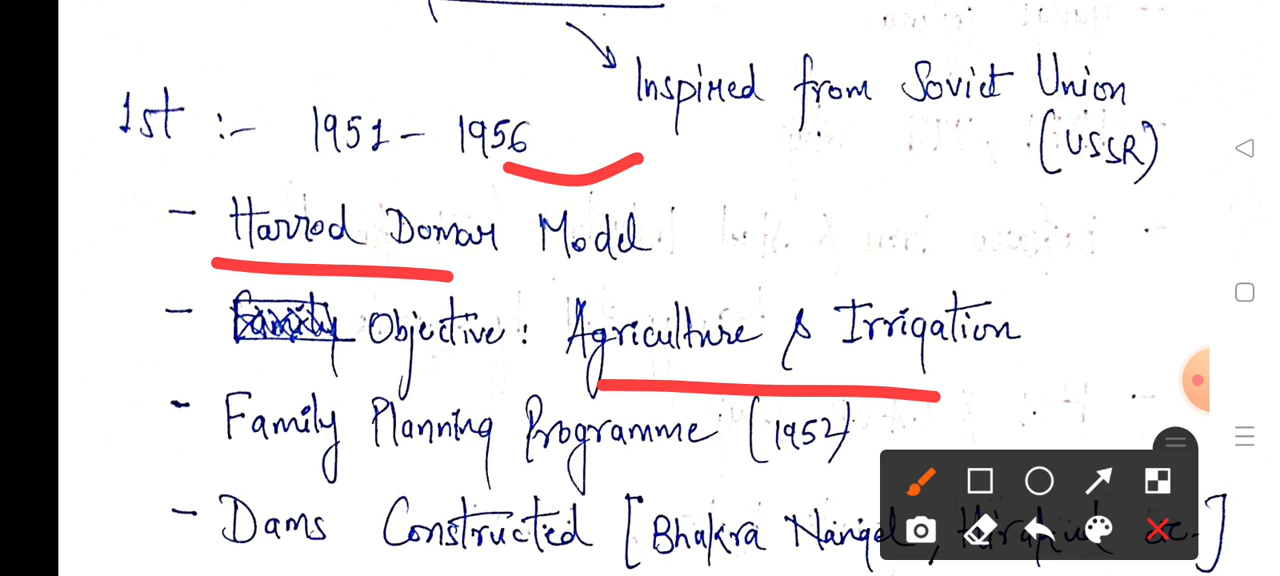 Inspired from Soviet Union
(USSR)
1st :- 1951 - 1956
- Harrod Domar Model
- Objective: Agriculture & Irrigation
- Family Planning Programme (1952)
- Dams Constructed [Bhakra Nangal, Hirakud &c.]